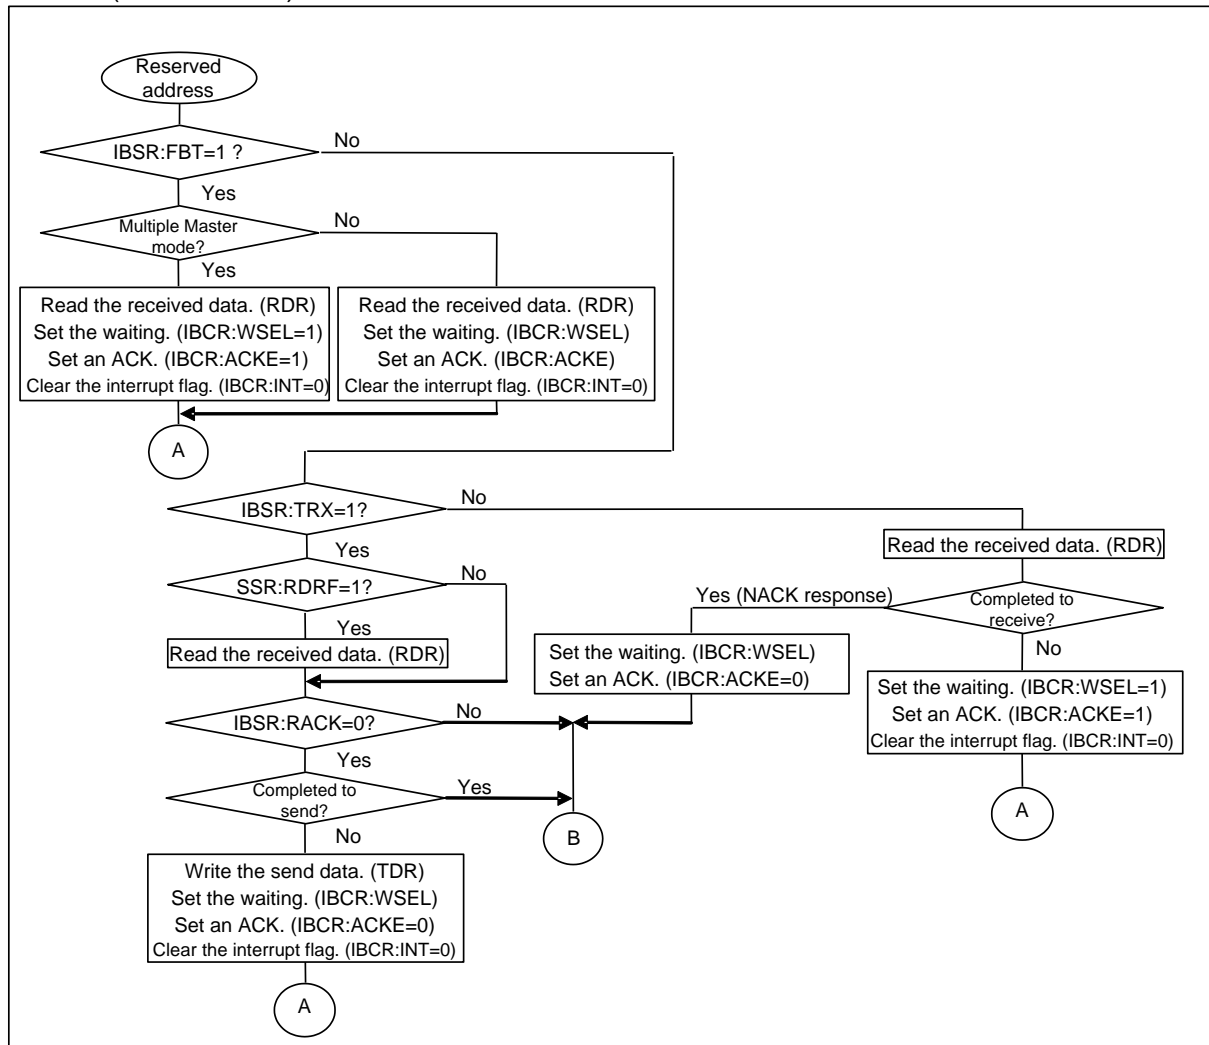 Reserved
address
IBSR:FBT=1 ?
No
Yes
Multiple Master
mode?
No
Yes
Read the received data. (RDR)
Set the waiting. (IBCR:WSEL=1)
Set an ACK. (IBCR:ACKE=1)
Clear the interrupt flag. (IBCR:INT=0)
Read the received data. (RDR)
Set the waiting. (IBCR:WSEL)
Set an ACK. (IBCR:ACKE)
Clear the interrupt flag. (IBCR:INT=0)
A
IBSR:TRX=1?
No
Yes
Read the received data. (RDR)
SSR:RDRF=1?
No
Yes
Read the received data. (RDR)
Yes (NACK response)
Completed to
receive?
No
Set the waiting. (IBCR:WSEL)
Set an ACK. (IBCR:ACKE=0)
Set the waiting. (IBCR:WSEL=1)
Set an ACK. (IBCR:ACKE=1)
Clear the interrupt flag. (IBCR:INT=0)
IBSR:RACK=0?
No
Yes
Completed to
send?
Yes
No
B
A
Write the send data. (TDR)
Set the waiting. (IBCR:WSEL)
Set an ACK. (IBCR:ACKE=0)
Clear the interrupt flag. (IBCR:INT=0)
A